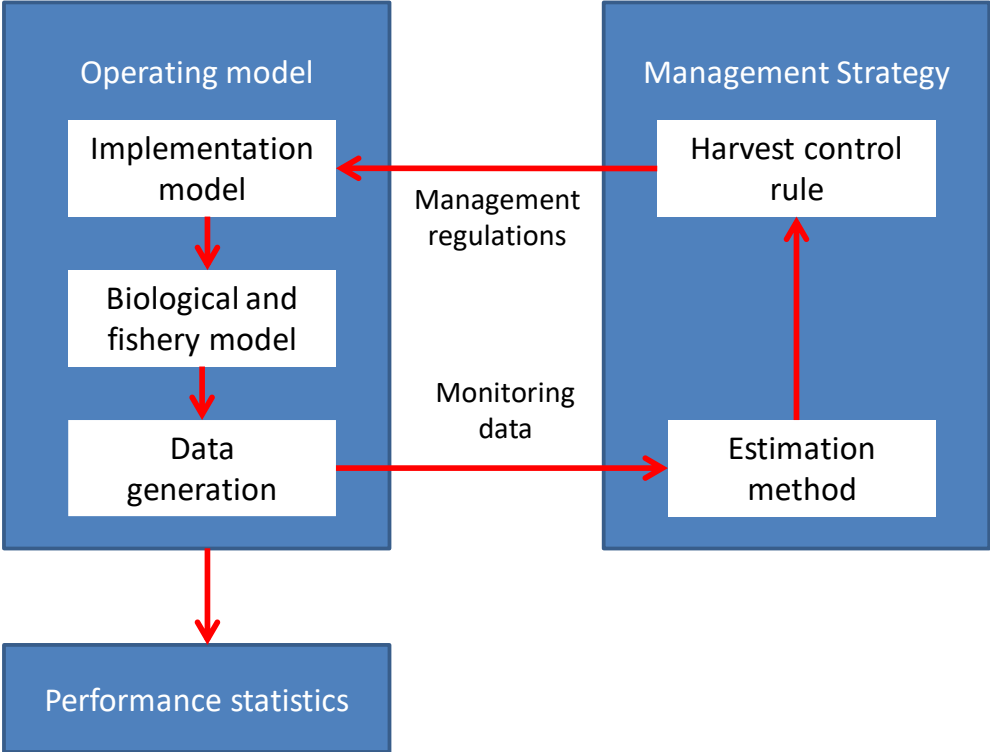 Operating model
Implementation
model
Biological and
fishery model
Data
generation
Management
regulations
Monitoring
data
Management Strategy
Harvest control
rule
Estimation
method
Performance statistics